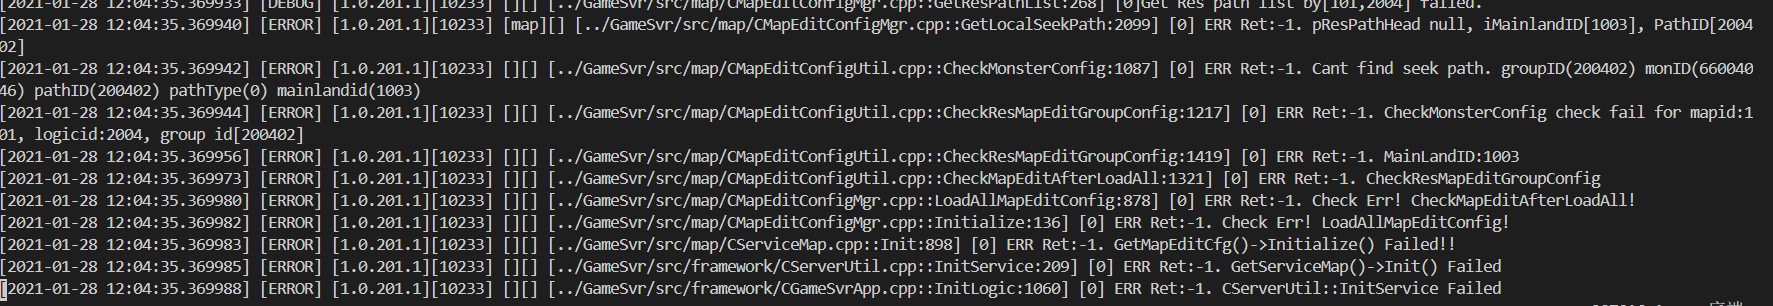 [2021-01-28 12:04:35.369933] [DEBUG] [1.0.201.1][10233] [][] [../GameSvr/src/map/CMapEditConfigMgr.cpp::GetResPathList:268] [0]Get Res path list by[101,2004] failed.
[2021-01-28 12:04:35.369940] [ERROR] [1.0.201.1][10233] [map][] [../GameSvr/src/map/CMapEditConfigMgr.cpp::GetLocalSeekPath:2099] [0] ERR Ret:-1. pResPathHead null, iMainlandID[1003], PathID[2004
02]
[2021-01-28 12:04:35.369942] [ERROR] [1.0.201.1][10233] [][] [../GameSvr/src/map/CMapEditConfigUtil.cpp::CheckMonsterConfig:1087] [0] ERR Ret:-1. Cant find seek path. groupID(200402) monID(660040
46) pathID(200402) pathType(0) mainlandid(1003)
[2021-01-28 12:04:35.369944] [ERROR] [1.0.201.1][10233] [][] [../GameSvr/src/map/CMapEditConfigUtil.cpp::CheckResMapEditGroupConfig:1217] [0] ERR Ret:-1. CheckMonsterConfig check fail for mapid:1
01, logicid:2004, group id[200402]
[2021-01-28 12:04:35.369956] [ERROR] [1.0.201.1][10233] [][] [../GameSvr/src/map/CMapEditConfigUtil.cpp::CheckResMapEditGroupConfig:1419] [0] ERR Ret:-1. MainLandID:1003
[2021-01-28 12:04:35.369973] [ERROR] [1.0.201.1][10233] [][] [../GameSvr/src/map/CMapEditConfigUtil.cpp::CheckMapEditAfterLoadAll:1321] [0] ERR Ret:-1. CheckResMapEditGroupConfig
[2021-01-28 12:04:35.369980] [ERROR] [1.0.201.1][10233] [][] [../GameSvr/src/map/CMapEditConfigMgr.cpp::LoadAllMapEditConfig:878] [0] ERR Ret:-1. Check Err! CheckMapEditAfterLoadAll!
[2021-01-28 12:04:35.369982] [ERROR] [1.0.201.1][10233] [][] [../GameSvr/src/map/CMapEditConfigMgr.cpp::Initialize:136] [0] ERR Ret:-1. Check Err! LoadAllMapEditConfig!
[2021-01-28 12:04:35.369983] [ERROR] [1.0.201.1][10233] [][] [../GameSvr/src/map/CServiceMap.cpp::Init:898] [0] ERR Ret:-1. GetMapEditCfg()->Initialize() Failed!!
[2021-01-28 12:04:35.369985] [ERROR] [1.0.201.1][10233] [][] [../GameSvr/src/framework/CServerUtil.cpp::InitService:209] [0] ERR Ret:-1. GetServiceMap()->Init() Failed
[2021-01-28 12:04:35.369988] [ERROR] [1.0.201.1][10233] [][] [../GameSvr/src/framework/CGameSvrApp.cpp::InitLogic:1060] [0] ERR Ret:-1. CServerUtil::InitService Failed